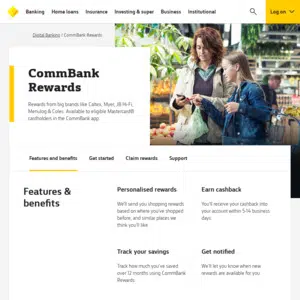 Banking Home loans Insurance Investing & super Business Institutional
Log on
Digital Banking / CommBank Rewards
CommBank
Rewards
Rewards from big brands like Caltex, Myer, JB Hi-Fi,
Menulog & Coles. Available to eligible Mastercard®
cardholders in the CommBank app.
Features and benefits Get started Claim rewards Support
Features &
benefits
Personalised rewards
We'll send you shopping rewards
based on where you've shopped
before, and similar places we
think you'll like.
Earn cashback
You'll receive your cashback into
your account within 5-14 business
days.
Track your savings
Track how much you've saved
over 12 months using CommBank
Rewards.
Get notified
We'll let you know when new
rewards are available for you